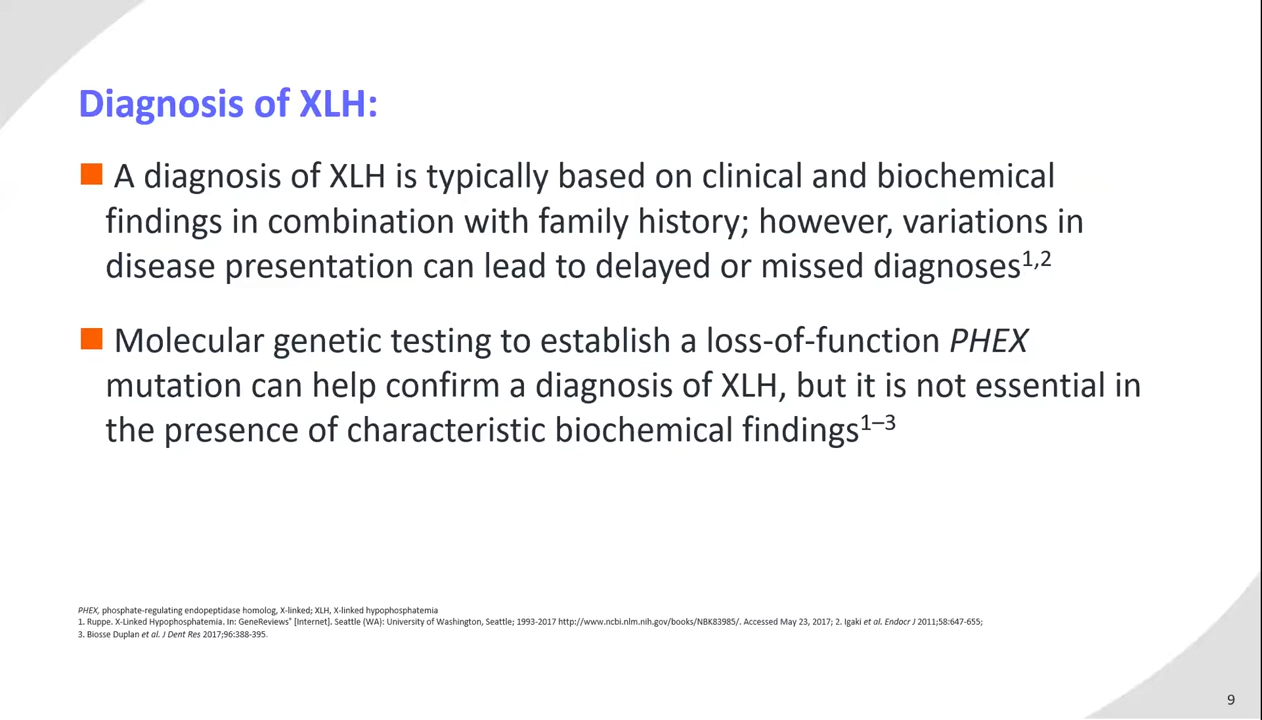 Diagnosis of XLH:
A diagnosis of XLH is typically based on clinical and biochemical
findings in combination with family history; however, variations in
disease presentation can lead to delayed or missed diagnoses1,2
Molecular genetic testing to establish a loss-of-function PHEX
mutation can help confirm a diagnosis of XLH, but it is not essential in
the presence of characteristic biochemical findings1–3
PHEX, phosphate-regulating endopeptidase homolog, X-linked; XLH, X-linked hypophosphatemia
1. Ruppe. X-Linked Hypophosphatemia. In: GeneReviews® [Internet]. Seattle (WA): University of Washington, Seattle; 1993-2017 http://www.ncbi.nlm.nih.gov/books/NBK83985/. Accessed May 23, 2017; 2. Igaki et al. Endocr J 2011;58:647-655;
3. Biosse Duplan et al. J Dent Res 2017;96:388-395.
9